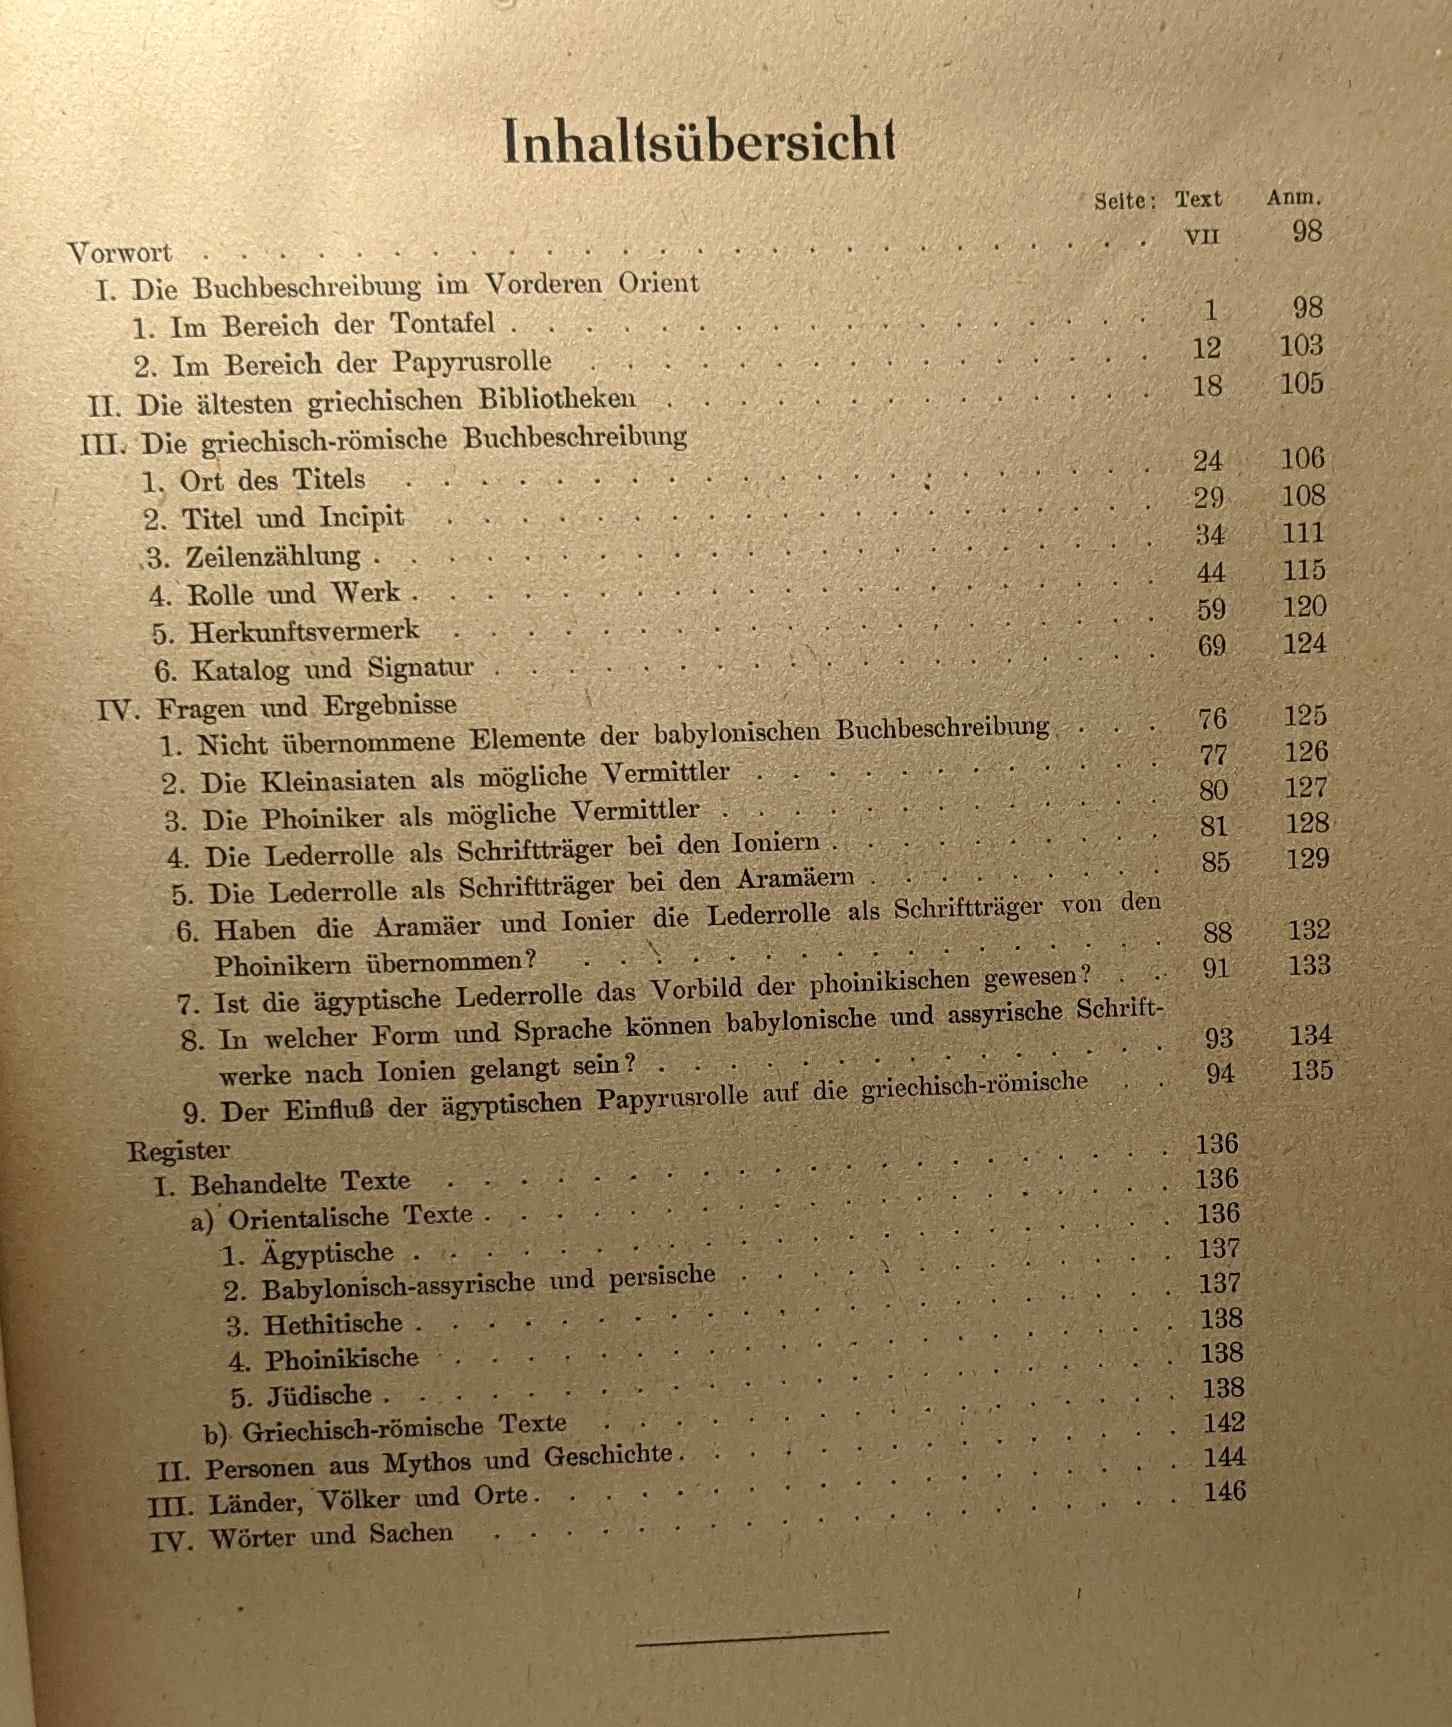 Inhaltsübersicht
Seite: Text Anm.
Vorwort . . . . . . . . . . . . . . . . . . . . . . . . . . VII 98
I. Die Buchbeschreibung im Vorderen Orient
1. Im Bereich der Tontafel . . . . . . . . . . . . . . . . . . 1 98
2. Im Bereich der Papyrusrolle . . . . . . . . . . . . . . . . 12 103
II. Die ältesten griechischen Bibliotheken . . . . . . . . . . . . . . 18 105
III. Die griechisch-römische Buchbeschreibung
1. Ort des Titels . . . . . . . . . . . . . . . . . . . . . 24 106
2. Titel und Incipit . . . . . . . . . . . . . . . . . . . . 29 108
3. Zeilenzählung . . . . . . . . . . . . . . . . . . . . . . 34 111
4. Rolle und Werk . . . . . . . . . . . . . . . . . . . . . 44 115
5. Herkunftsvermerk . . . . . . . . . . . . . . . . . . . . 59 120
6. Katalog und Signatur . . . . . . . . . . . . . . . . . . . 69 124
IV. Fragen und Ergebnisse
1. Nicht übernommene Elemente der babylonischen Buchbeschreibung . . . 76 125
2. Die Kleinasiaten als mögliche Vermittler . . . . . . . . . . . . 77 126
3. Die Phoiniker als mögliche Vermittler . . . . . . . . . . . . . 80 127
4. Die Lederrolle als Schriftträger bei den Ioniern . . . . . . . . . . 81 128
5. Die Lederrolle als Schriftträger bei den Aramäern . . . . . . . . . 85 129
6. Haben die Aramäer und Ionier die Lederrolle als Schriftträger von den
Phoinikern übernommen? . . . . . . . . . . . . . . . . . 88 132
7. Ist die ägyptische Lederrolle das Vorbild der phoinikischen gewesen? . . 91 133
8. In welcher Form und Sprache können babylonische und assyrische Schrift-
werke nach Ionien gelangt sein? . . . . . . . . . . . . . . . 93 134
9. Der Einfluß der ägyptischen Papyrusrolle auf die griechisch-römische . . 94 135
Register
I. Behandelte Texte . . . . . . . . . . . . . . . . . . . . . 136
a) Orientalische Texte . . . . . . . . . . . . . . . . . . . . 136
1. Ägyptische . . . . . . . . . . . . . . . . . . . . . . 136
2. Babylonisch-assyrische und persische . . . . . . . . . . . . . 137
3. Hethitische . . . . . . . . . . . . . . . . . . . . . . 137
4. Phoinikische . . . . . . . . . . . . . . . . . . . . . 138
5. Jüdische . . . . . . . . . . . . . . . . . . . . . . . 138
b) Griechisch-römische Texte . . . . . . . . . . . . . . . . . 138
II. Personen aus Mythos und Geschichte . . . . . . . . . . . . . . 142
III. Länder, Völker und Orte . . . . . . . . . . . . . . . . . . . 144
IV. Wörter und Sachen . . . . . . . . . . . . . . . . . . . . 146